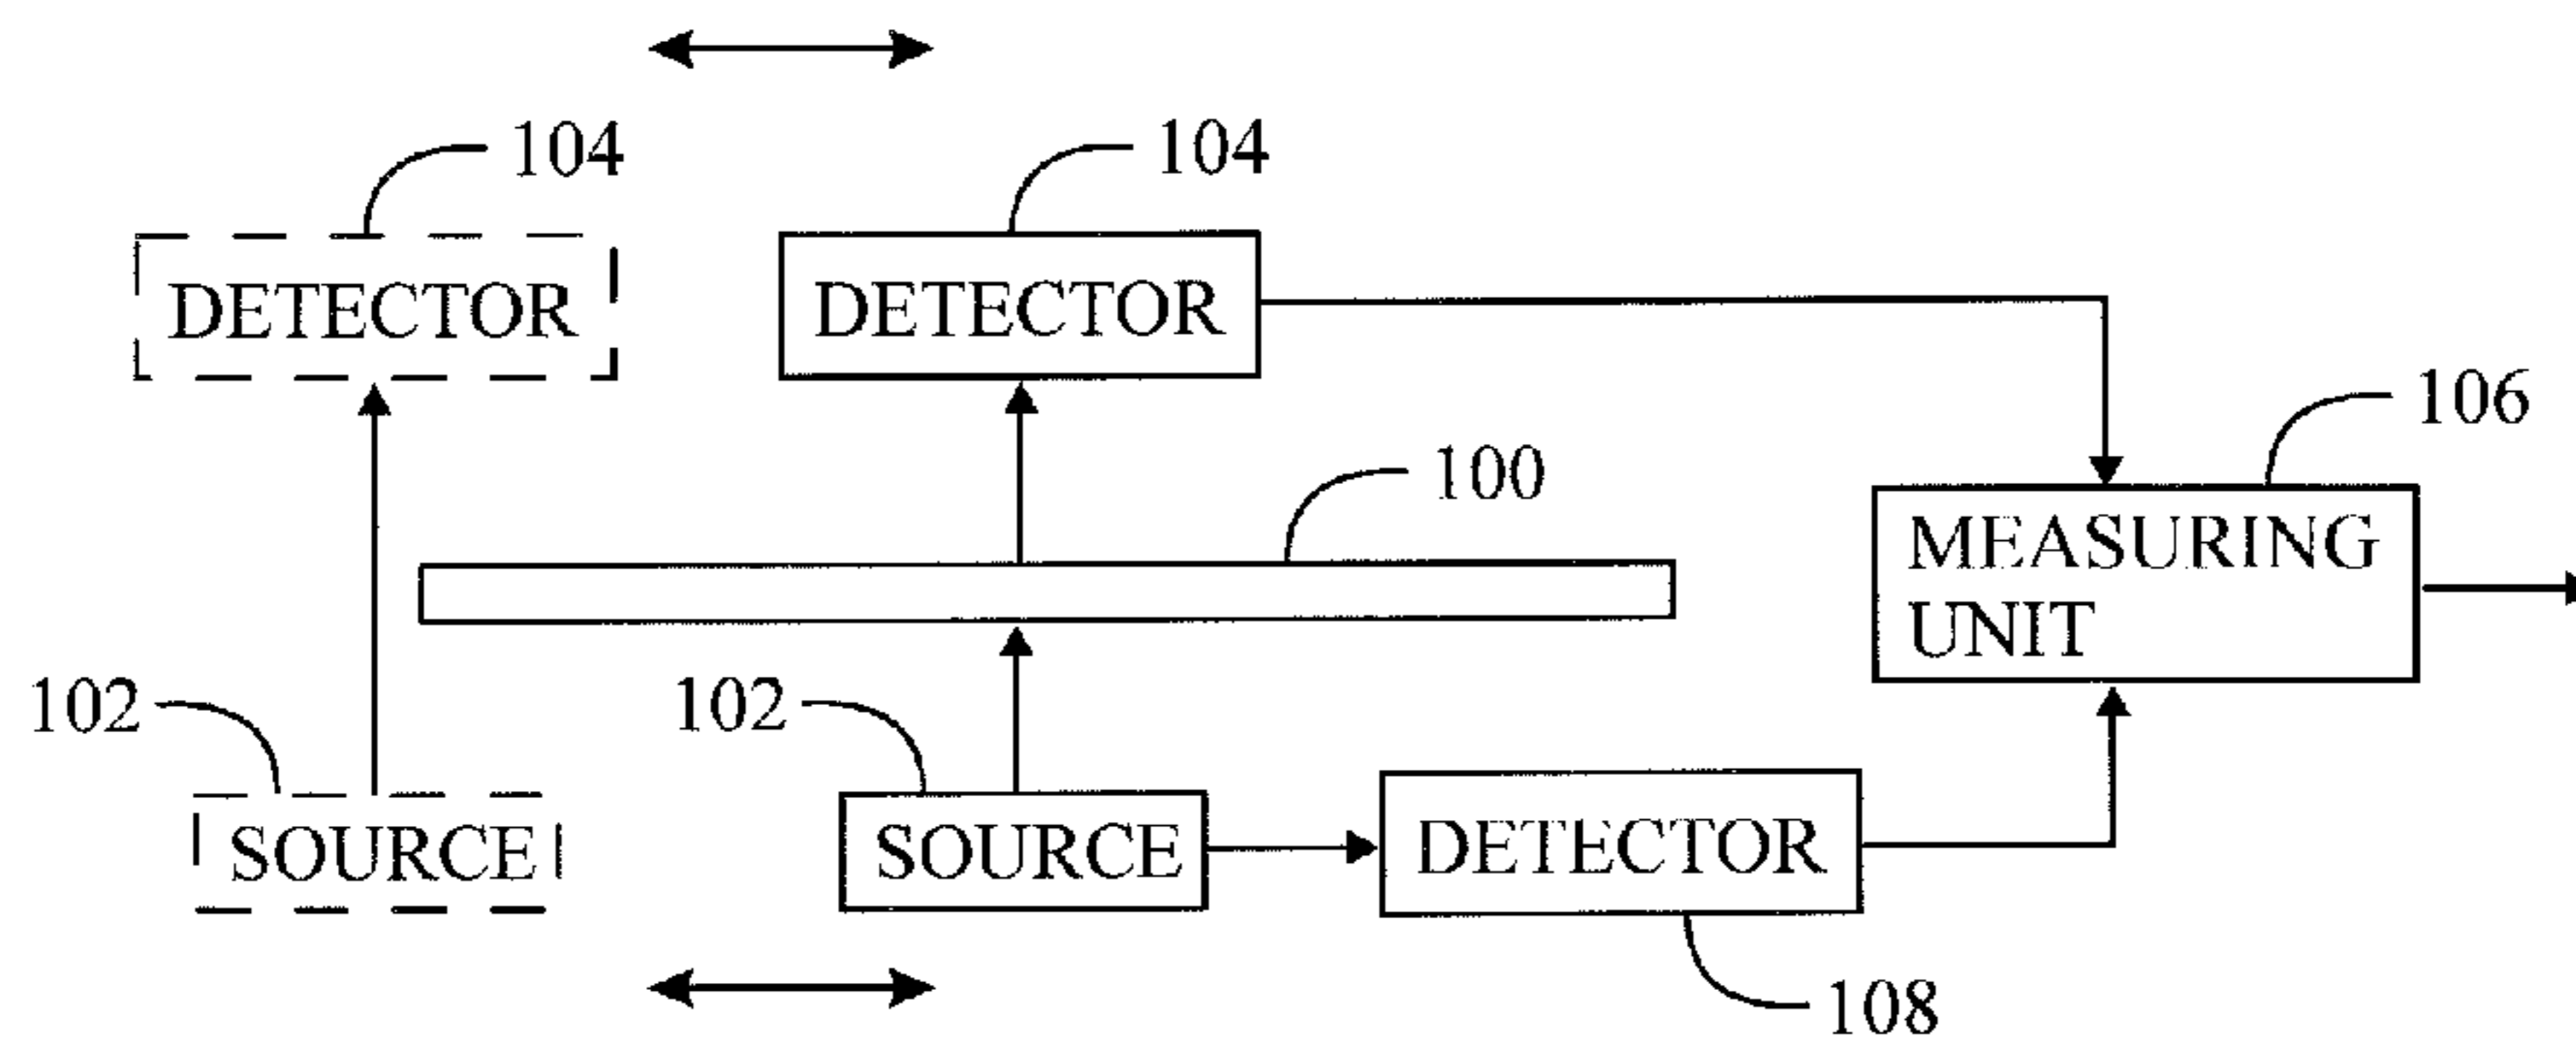 104
104
DETECTOR
DETECTOR
106
100
MEASURING
UNIT
102
102
SOURCE
SOURCE
DETECTOR
108